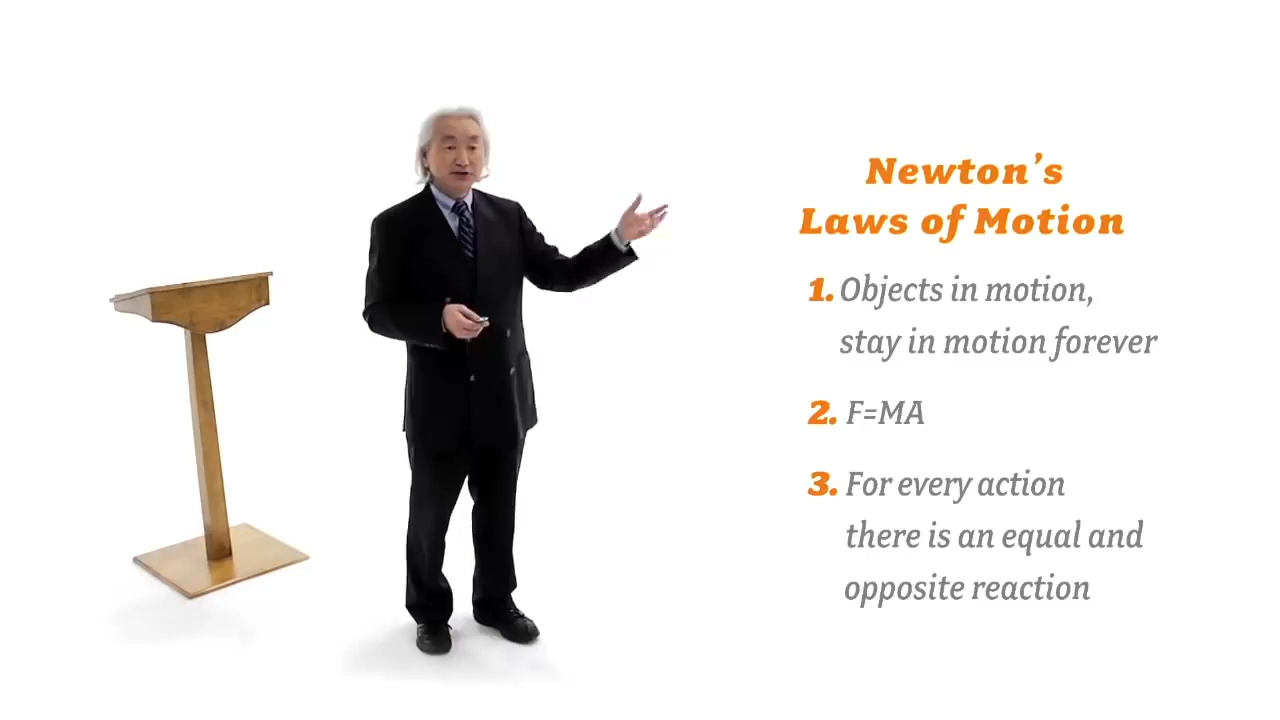 Newton's
Laws of Motion
1. Objects in motion,
stay in motion forever
2. F=MA
3. For every action
there is an equal and
opposite reaction